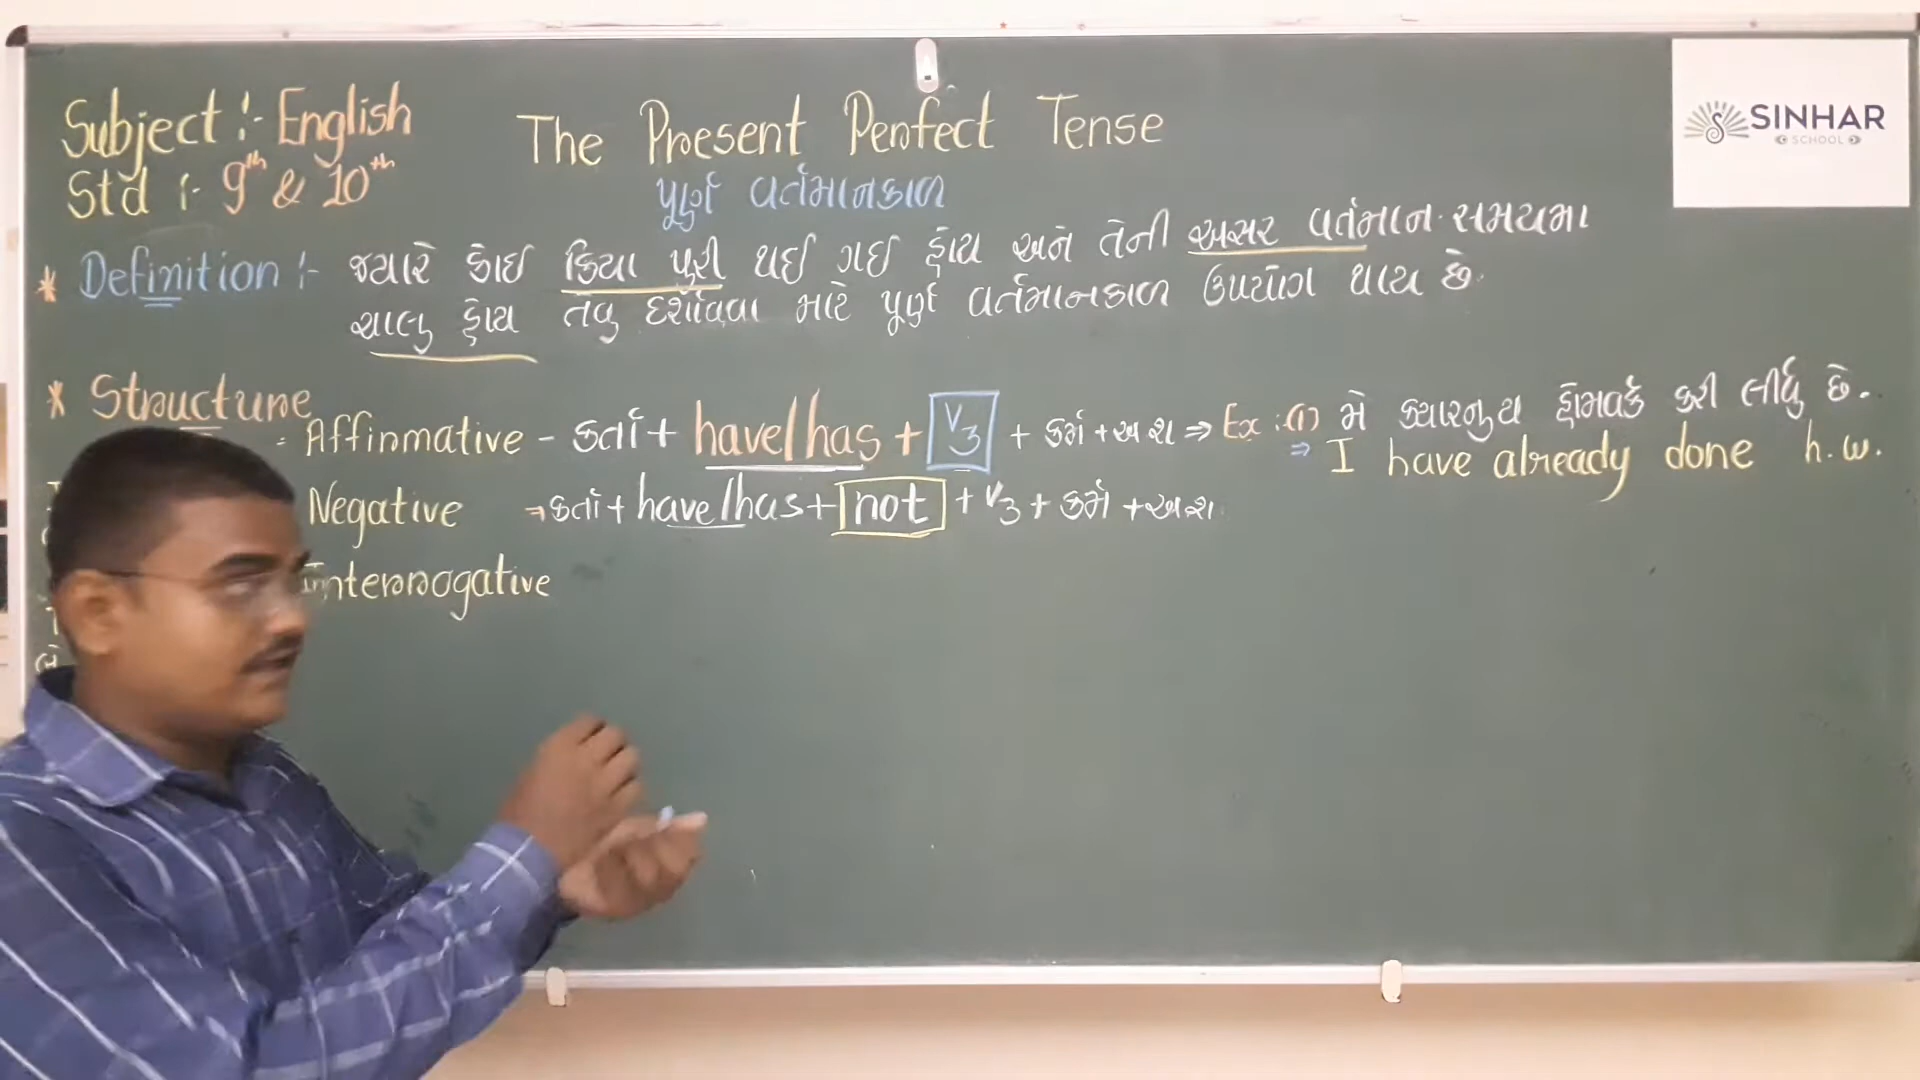 Subject :- English
Std :- 9th & 10th
The Present Perfect Tense
પૂર્ણ વર્તમાનકાળ
SINHAR
SCHOOL
* Definition :- જ્યારે કોઈ ક્રિયા પુરી થઈ ગઈ હોય અને તેની અસર વર્તમાન સમયમા
ચાલુ હોય તેવુ દર્શાવવા માટે પૂર્ણ વર્તમાનકાળ ઉપયોગ થાય છે.
* Structure
Affirmative - કર્તા + have/has + V3 + કર્મ + અ શ ⇒ Ex :(1) મે ક્યારનુય હોમવર્ક કરી લીધુ છે.
⇒ I have already done h.w.
Negative → કર્તા + have/has + not + V3 + કર્મ + અ શ
Interrogative